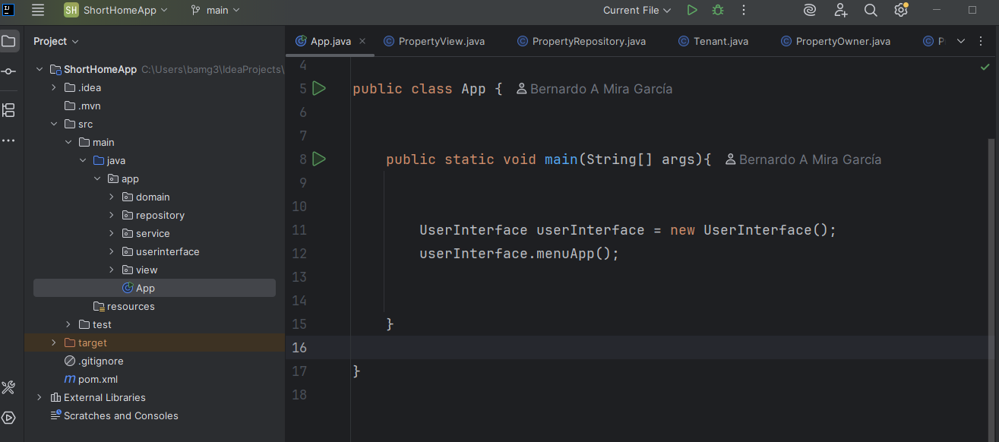 SH ShortHomeApp main Current File
Project
App.java PropertyView.java PropertyRepository.java Tenant.java PropertyOwner.java
ShortHomeApp C:\Users\bamg3\IdeaProjects\
.idea
.mvn
src
main
java
app
domain
repository
service
userinterface
view
App
resources
test
target
.gitignore
pom.xml
External Libraries
Scratches and Consoles
4
5 public class App { Bernardo A Mira García
6
7
8 public static void main(String[] args){ Bernardo A Mira García
9
10
11 UserInterface userInterface = new UserInterface();
12 userInterface.menuApp();
13
14
15 }
16
17 }
18